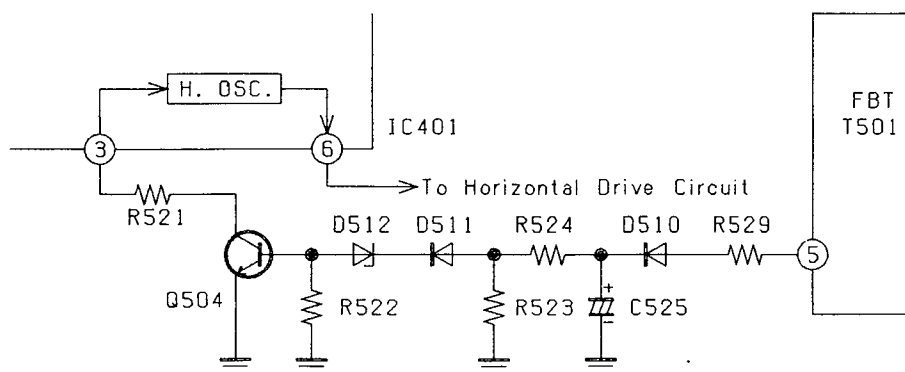 H. OSC.
IC401
FBT
T501
3
6
To Horizontal Drive Circuit
R521
D512
D511
R524
D510
R529
5
Q504
R522
R523
+
-
C525